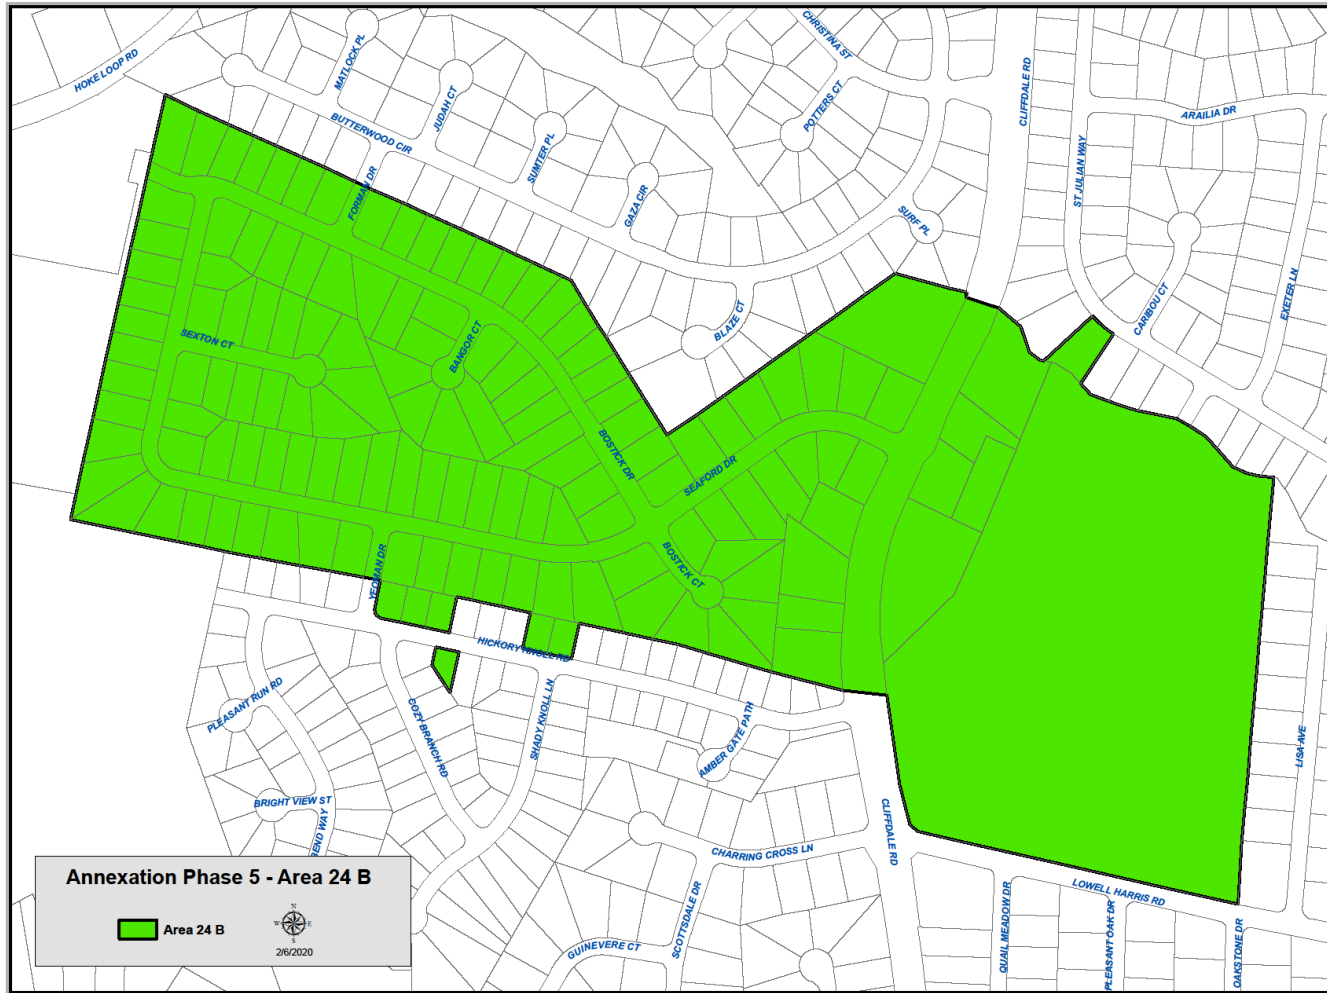 HOKE LOOP RD
MATLOCK PL
JUDAH CT
BUTTERWOOD CIR
SUMTER PL
FORMAN DR
GAZA CIR
CHRISTINA ST
POTTERS CT
CLIFFDALE RD
ARAILIA DR
ST JULIAN WAY
SURF PL
CARIBOU CT
EXETER LN
BLAZE CT
SEXTON CT
BANGOR CT
BOSTICK DR
SEAFORD DR
BOSTICK CT
YEOMAN DR
HICKORY KNOLL RD
PLEASANT RUN RD
COZY BRANCH RD
SHADY KNOLL LN
AMBER GATE PATH
LISA AVE
BRIGHT VIEW ST
BEND WAY
CHARRING CROSS LN
CLIFFDALE RD
SCOTTSDALE DR
GUINEVERE CT
LOWELL HARRIS RD
QUAIL MEADOW DR
PLEASANT OAK DR
OAKSTONE DR
Annexation Phase 5 - Area 24 B
Area 24 B
N
W E
S
2/6/2020